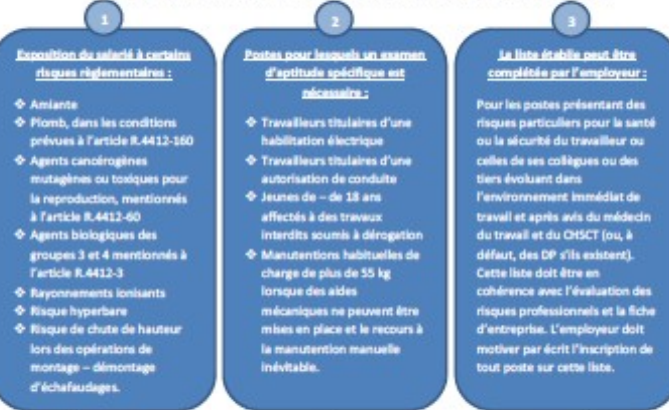 1
Exposition du salarié à certains
risques règlementaires :
❖ Amiante
❖ Plomb, dans les conditions
prévues à l'article R.4412-160
❖ Agents cancérogènes
mutagènes ou toxiques pour
la reproduction, mentionnés
à l'article R.4412-60
❖ Agents biologiques des
groupes 3 et 4 mentionnés à
l'article R.4412-3
❖ Rayonnements ionisants
❖ Risque hyperbare
❖ Risque de chute de hauteur
lors des opérations de
montage – démontage
d'échafaudages.
2
Postes pour lesquels un examen
d'aptitude spécifique est
nécessaire :
❖ Travailleurs titulaires d'une
habilitation électrique
❖ Travailleurs titulaires d'une
autorisation de conduite
❖ Jeunes de – de 18 ans
affectés à des travaux
interdits soumis à dérogation
❖ Manutentions habituelles de
charge de plus de 55 kg
lorsque des aides
mécaniques ne peuvent être
mises en place et le recours à
la manutention manuelle
inévitable.
3
La liste établie peut être
complétée par l'employeur :
Pour les postes présentant des
risques particuliers pour la santé
ou la sécurité du travailleur ou
celles de ses collègues ou des
tiers évoluant dans
l'environnement immédiat de
travail et après avis du médecin
du travail et du CHSCT (ou, à
défaut, des DP s'ils existent).
Cette liste doit être en
cohérence avec l'évaluation des
risques professionnels et la fiche
d'entreprise. L'employeur doit
motiver par écrit l'inscription de
tout poste sur cette liste.